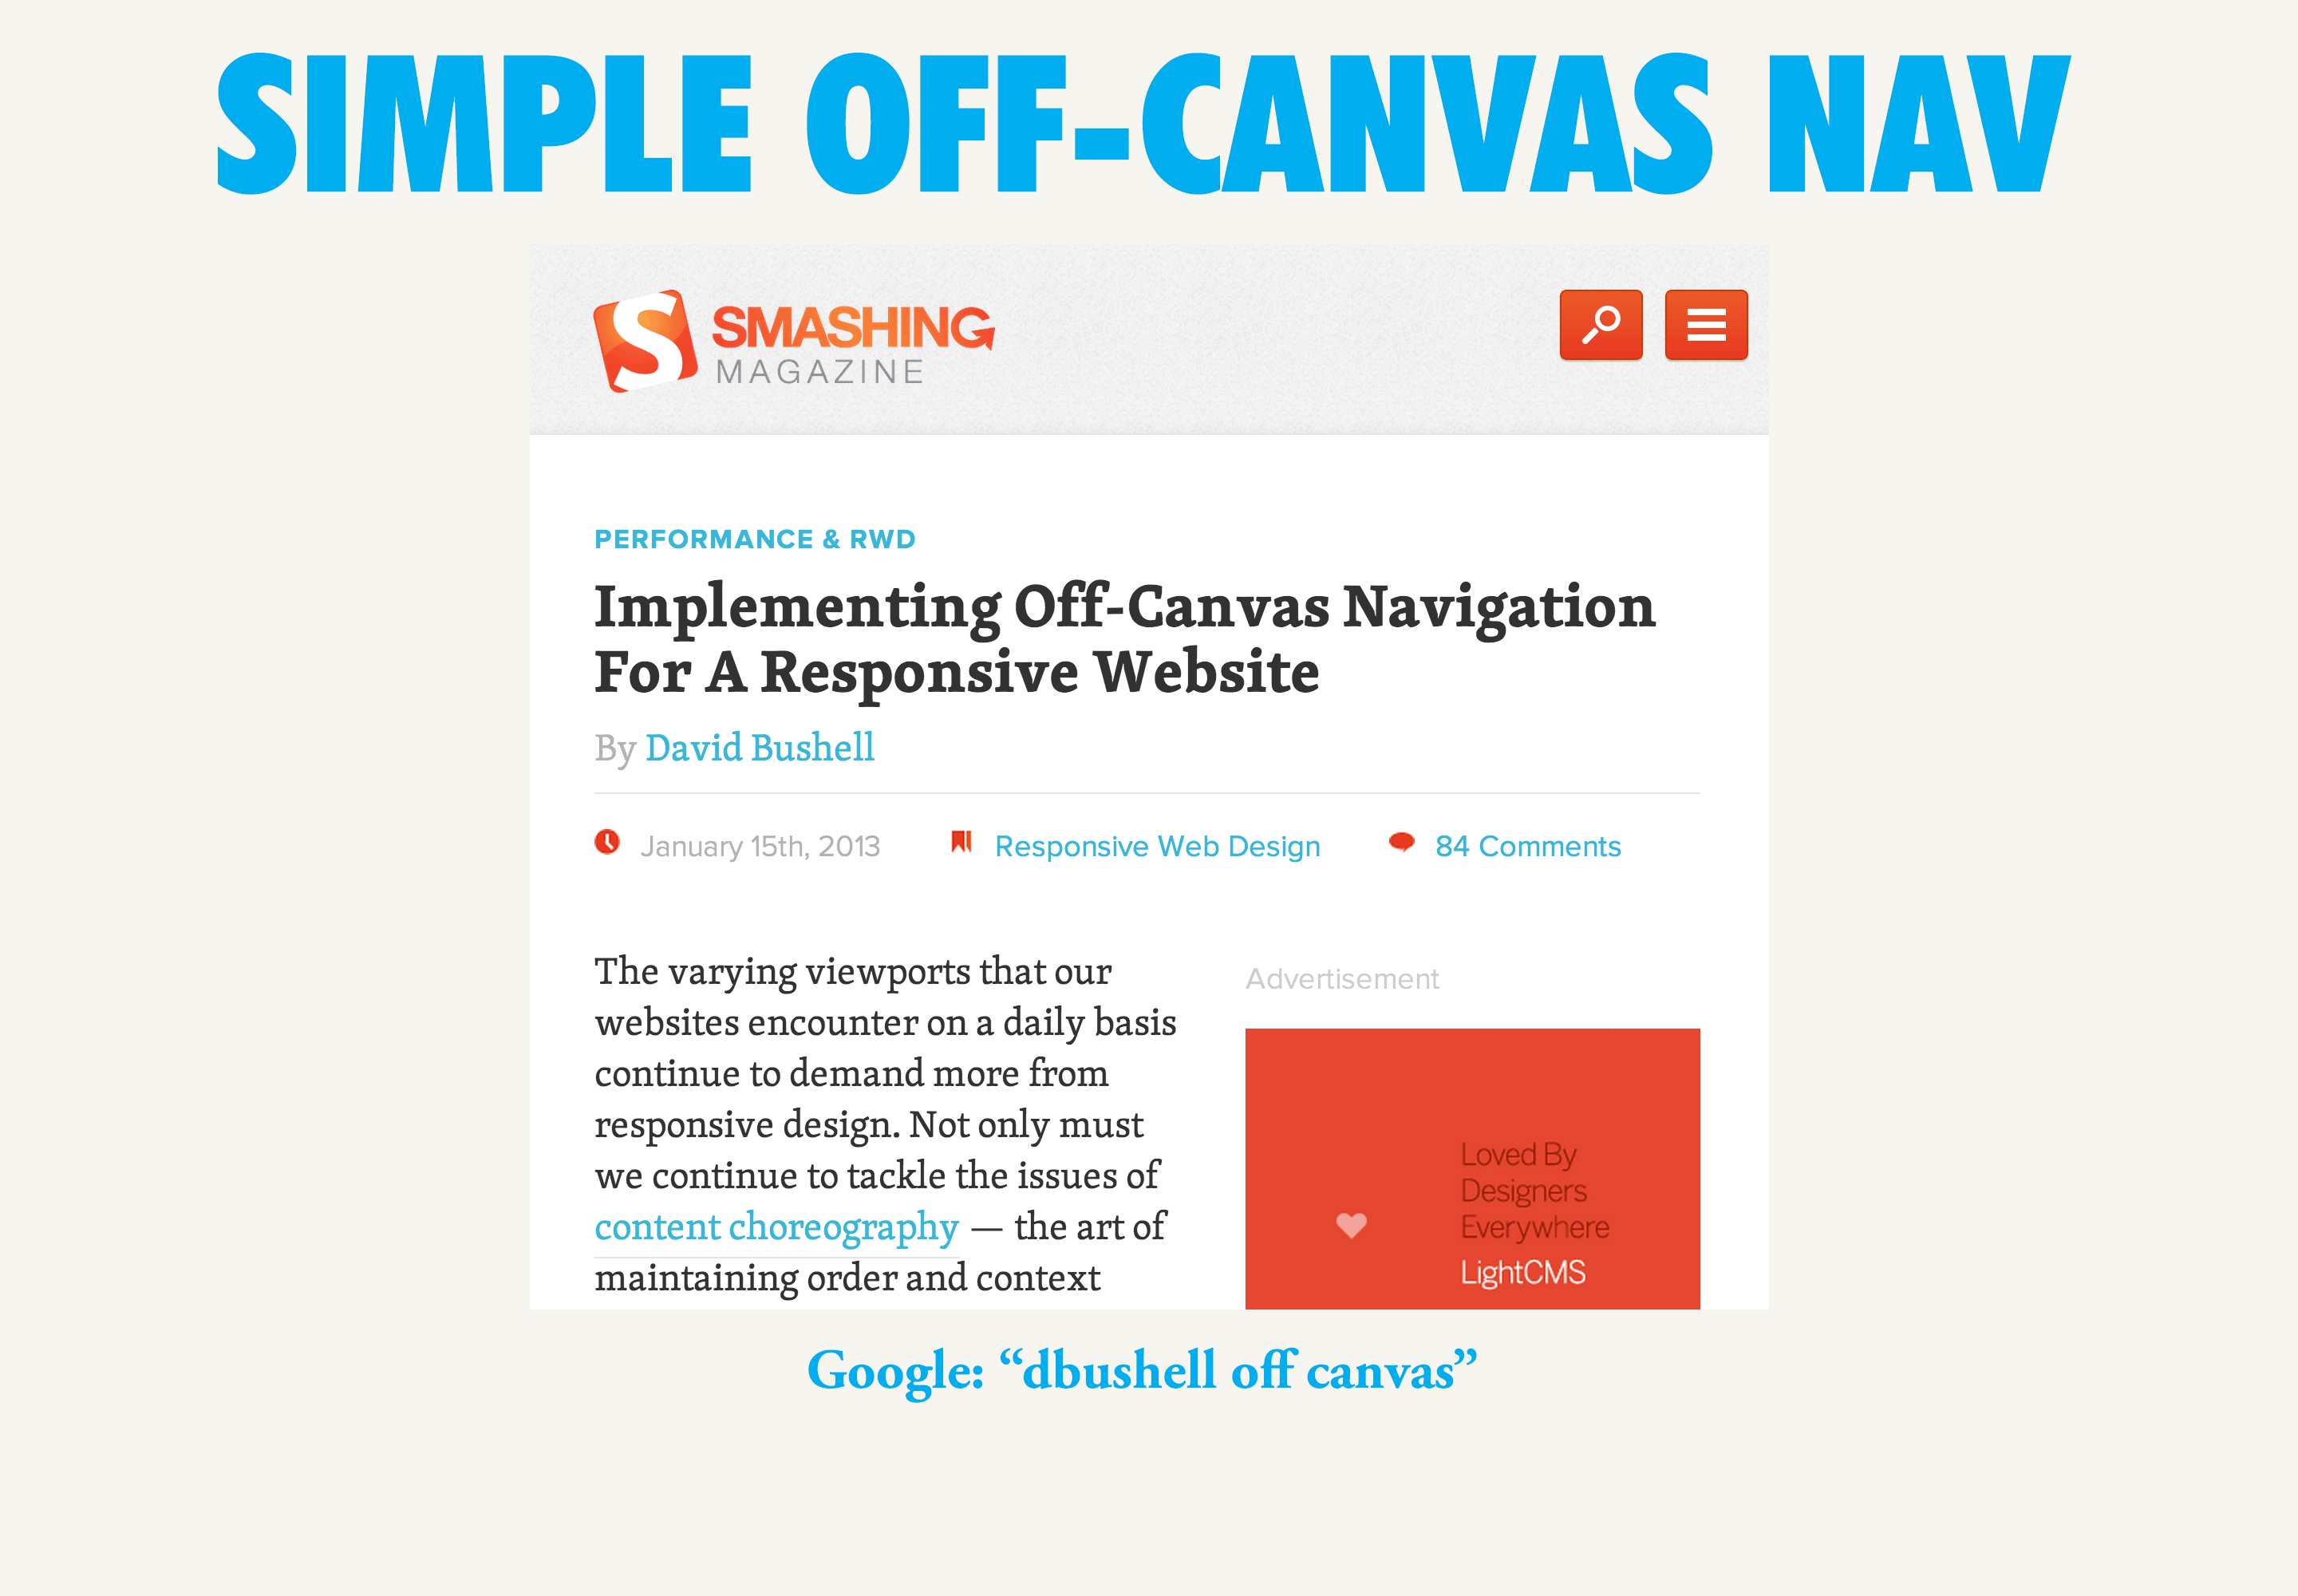 SIMPLE OFF-CANVAS NAV
S SMASHING
MAGAZINE
PERFORMANCE & RWD
Implementing Off-Canvas Navigation
For A Responsive Website
By David Bushell
January 15th, 2013 Responsive Web Design 84 Comments
The varying viewports that our
websites encounter on a daily basis
continue to demand more from
responsive design. Not only must
we continue to tackle the issues of
content choreography — the art of
maintaining order and context
Advertisement
Loved By
Designers
Everywhere
LightCMS
Google: “dbushell off canvas”